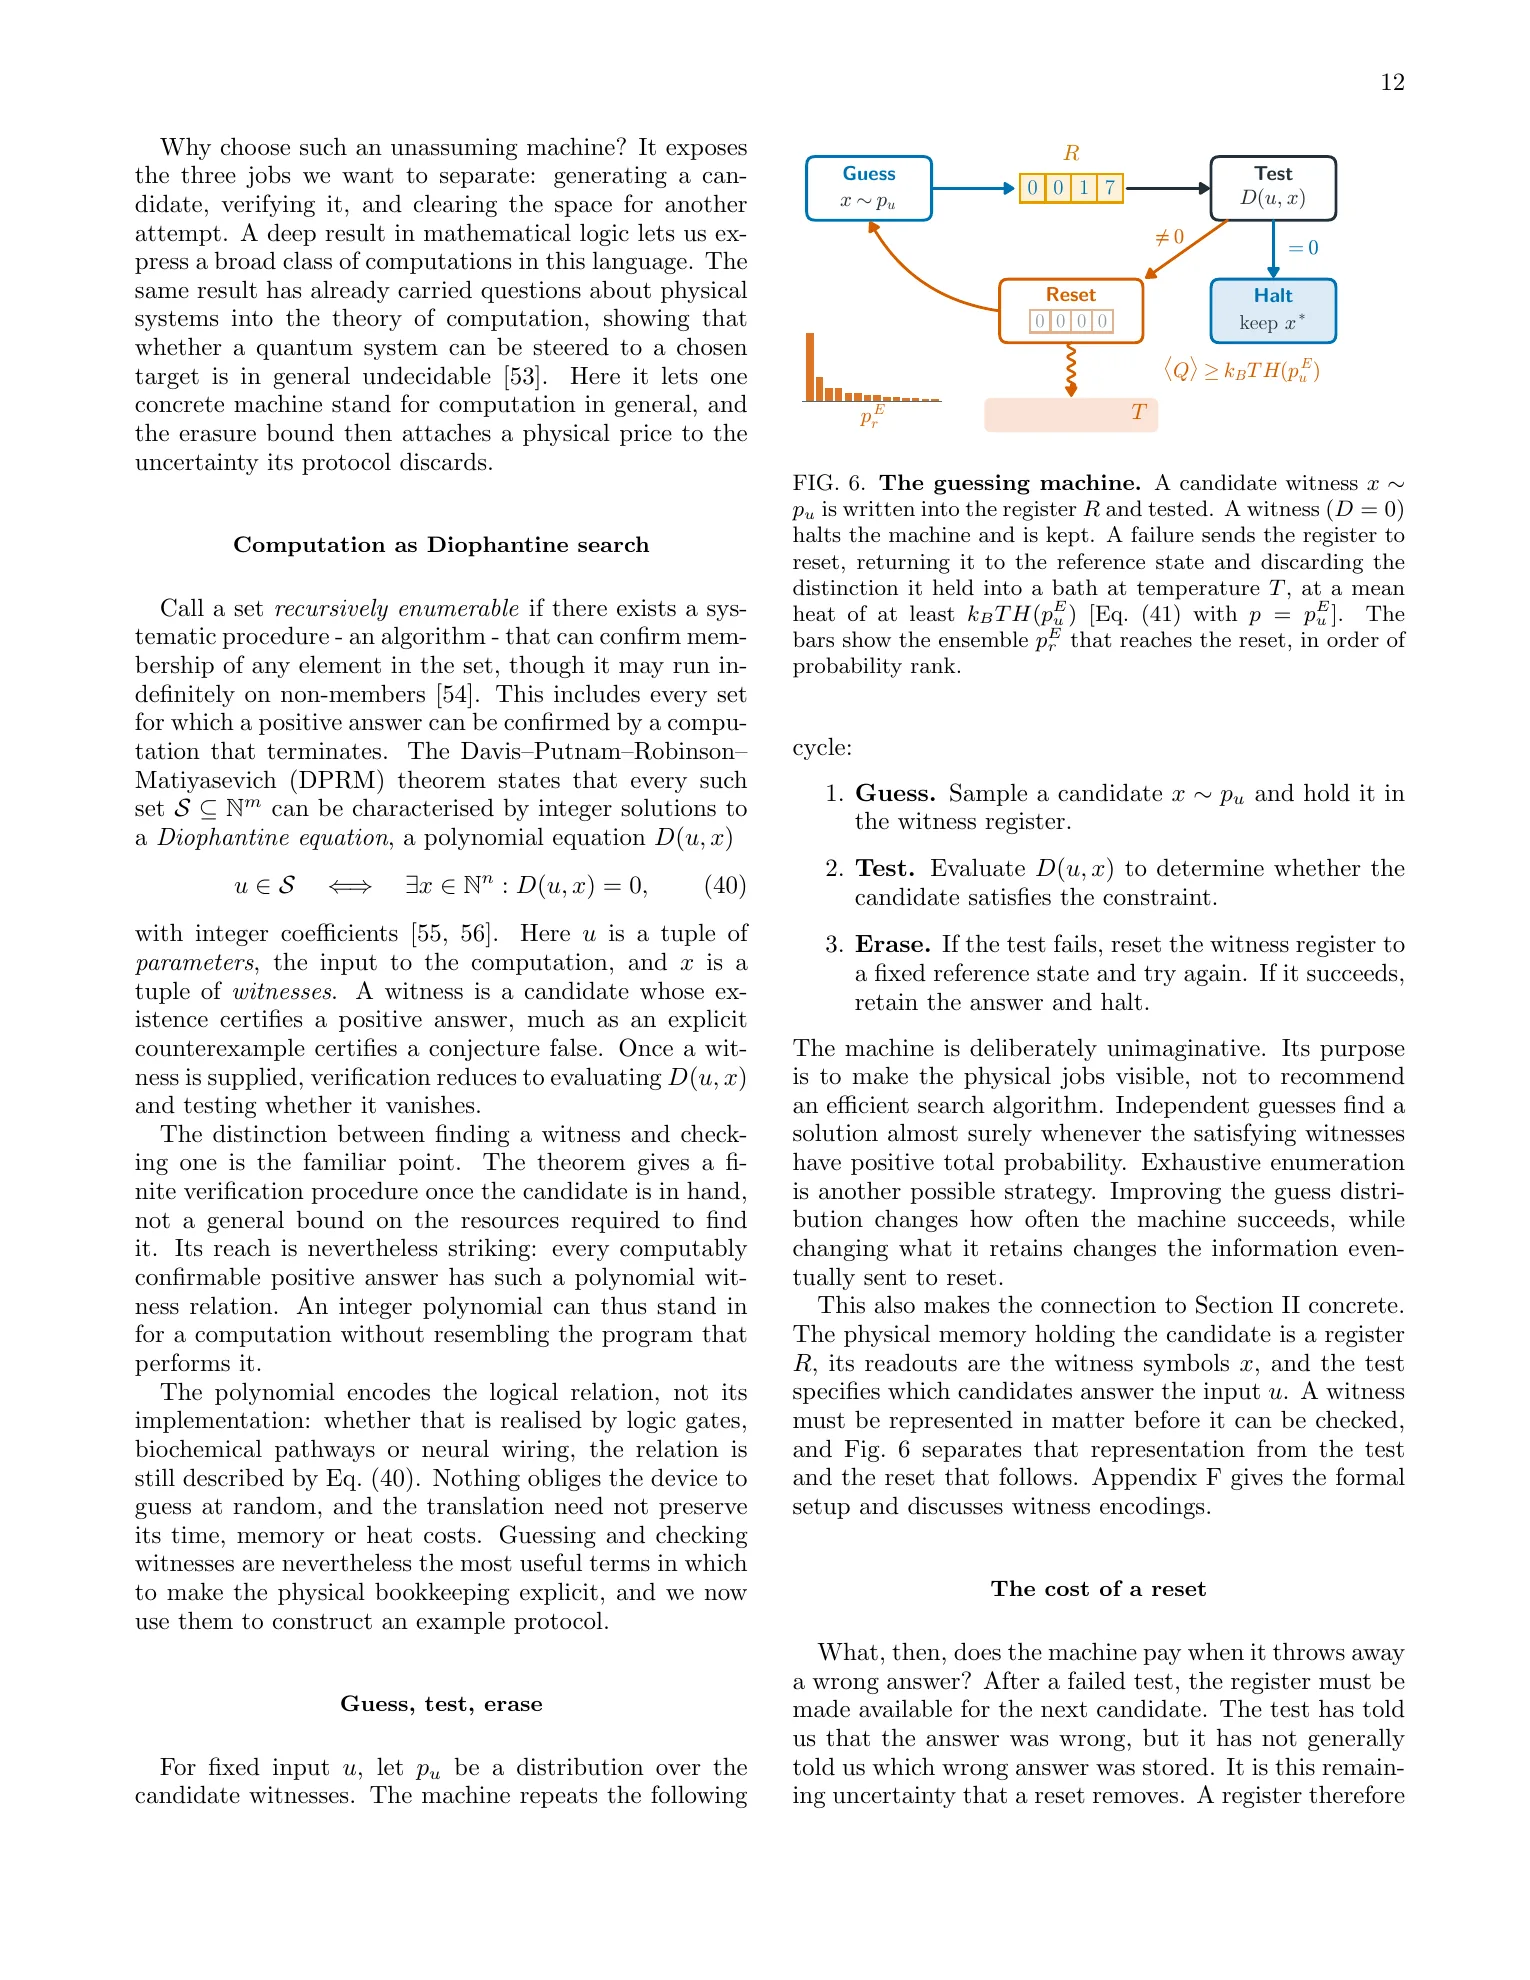 12
Why choose such an unassuming machine? It exposes
the three jobs we want to separate: generating a can-
didate, verifying it, and clearing the space for another
attempt. A deep result in mathematical logic lets us ex-
press a broad class of computations in this language. The
same result has already carried questions about physical
systems into the theory of computation, showing that
whether a quantum system can be steered to a chosen
target is in general undecidable [53]. Here it lets one
concrete machine stand for computation in general, and
the erasure bound then attaches a physical price to the
uncertainty its protocol discards.
Computation as Diophantine search
Call a set recursively enumerable if there exists a sys-
tematic procedure - an algorithm - that can confirm mem-
bership of any element in the set, though it may run in-
definitely on non-members [54]. This includes every set
for which a positive answer can be confirmed by a compu-
tation that terminates. The Davis–Putnam–Robinson–
Matiyasevich (DPRM) theorem states that every such
set 𝒮 ⊆ ℕ^m can be characterised by integer solutions to
a Diophantine equation, a polynomial equation D(u, x)
u ∈ 𝒮 ⟺ ∃x ∈ ℕ^n : D(u, x) = 0, (40)
with integer coefficients [55, 56]. Here u is a tuple of
parameters, the input to the computation, and x is a
tuple of witnesses. A witness is a candidate whose ex-
istence certifies a positive answer, much as an explicit
counterexample certifies a conjecture false. Once a wit-
ness is supplied, verification reduces to evaluating D(u, x)
and testing whether it vanishes.
The distinction between finding a witness and check-
ing one is the familiar point. The theorem gives a fi-
nite verification procedure once the candidate is in hand,
not a general bound on the resources required to find
it. Its reach is nevertheless striking: every computably
confirmable positive answer has such a polynomial wit-
ness relation. An integer polynomial can thus stand in
for a computation without resembling the program that
performs it.
The polynomial encodes the logical relation, not its
implementation: whether that is realised by logic gates,
biochemical pathways or neural wiring, the relation is
still described by Eq. (40). Nothing obliges the device to
guess at random, and the translation need not preserve
its time, memory or heat costs. Guessing and checking
witnesses are nevertheless the most useful terms in which
to make the physical bookkeeping explicit, and we now
use them to construct an example protocol.
Guess, test, erase
For fixed input u, let p_u be a distribution over the
candidate witnesses. The machine repeats the following
Guess
x ∼ p_u
R
0 0 1 7
Test
D(u, x)
≠ 0
= 0
Reset
0 0 0 0
Halt
keep x*
⟨Q⟩ ≥ k_B T H(p_u^E)
p_r^E
T
FIG. 6. The guessing machine. A candidate witness x ∼
p_u is written into the register R and tested. A witness (D = 0)
halts the machine and is kept. A failure sends the register to
reset, returning it to the reference state and discarding the
distinction it held into a bath at temperature T, at a mean
heat of at least k_B T H(p_u^E) [Eq. (41) with p = p_u^E]. The
bars show the ensemble p_r^E that reaches the reset, in order of
probability rank.
cycle:
1. Guess. Sample a candidate x ∼ p_u and hold it in
the witness register.
2. Test. Evaluate D(u, x) to determine whether the
candidate satisfies the constraint.
3. Erase. If the test fails, reset the witness register to
a fixed reference state and try again. If it succeeds,
retain the answer and halt.
The machine is deliberately unimaginative. Its purpose
is to make the physical jobs visible, not to recommend
an efficient search algorithm. Independent guesses find a
solution almost surely whenever the satisfying witnesses
have positive total probability. Exhaustive enumeration
is another possible strategy. Improving the guess distri-
bution changes how often the machine succeeds, while
changing what it retains changes the information even-
tually sent to reset.
This also makes the connection to Section II concrete.
The physical memory holding the candidate is a register
R, its readouts are the witness symbols x, and the test
specifies which candidates answer the input u. A witness
must be represented in matter before it can be checked,
and Fig. 6 separates that representation from the test
and the reset that follows. Appendix F gives the formal
setup and discusses witness encodings.
The cost of a reset
What, then, does the machine pay when it throws away
a wrong answer? After a failed test, the register must be
made available for the next candidate. The test has told
us that the answer was wrong, but it has not generally
told us which wrong answer was stored. It is this remain-
ing uncertainty that a reset removes. A register therefore